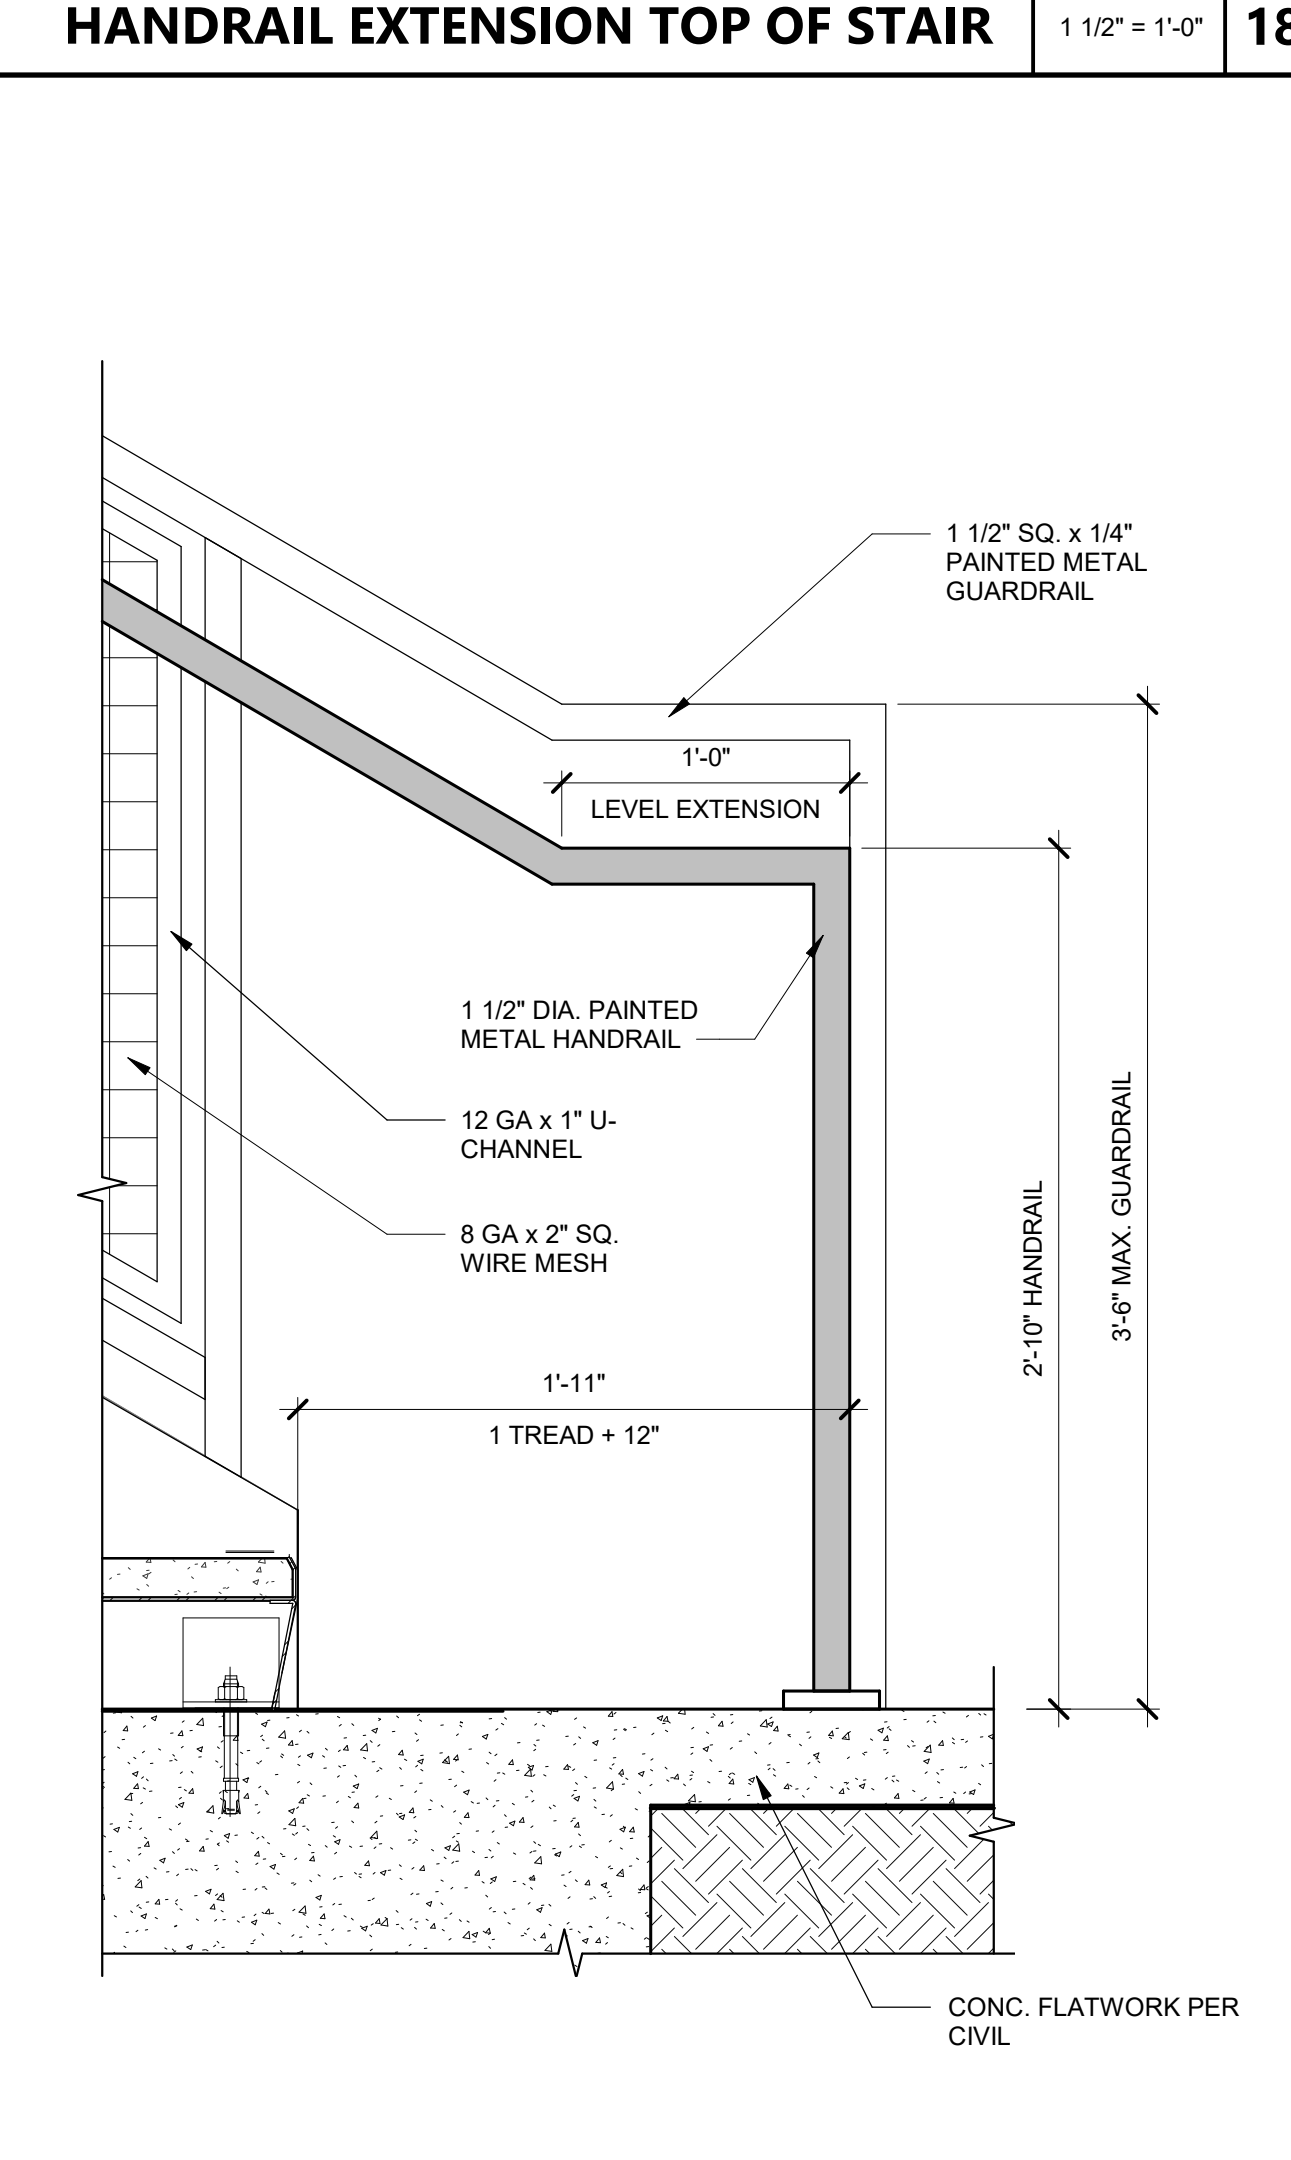 HANDRAIL EXTENSION TOP OF STAIR
1 1/2" = 1'-0"
18
1 1/2" SQ. x 1/4"
PAINTED METAL
GUARDRAIL
1'-0"
LEVEL EXTENSION
1 1/2" DIA. PAINTED
METAL HANDRAIL
12 GA x 1" U-
CHANNEL
8 GA x 2" SQ.
WIRE MESH
2'-10" HANDRAIL
3'-6" MAX. GUARDRAIL
1'-11"
1 TREAD + 12"
CONC. FLATWORK PER
CIVIL